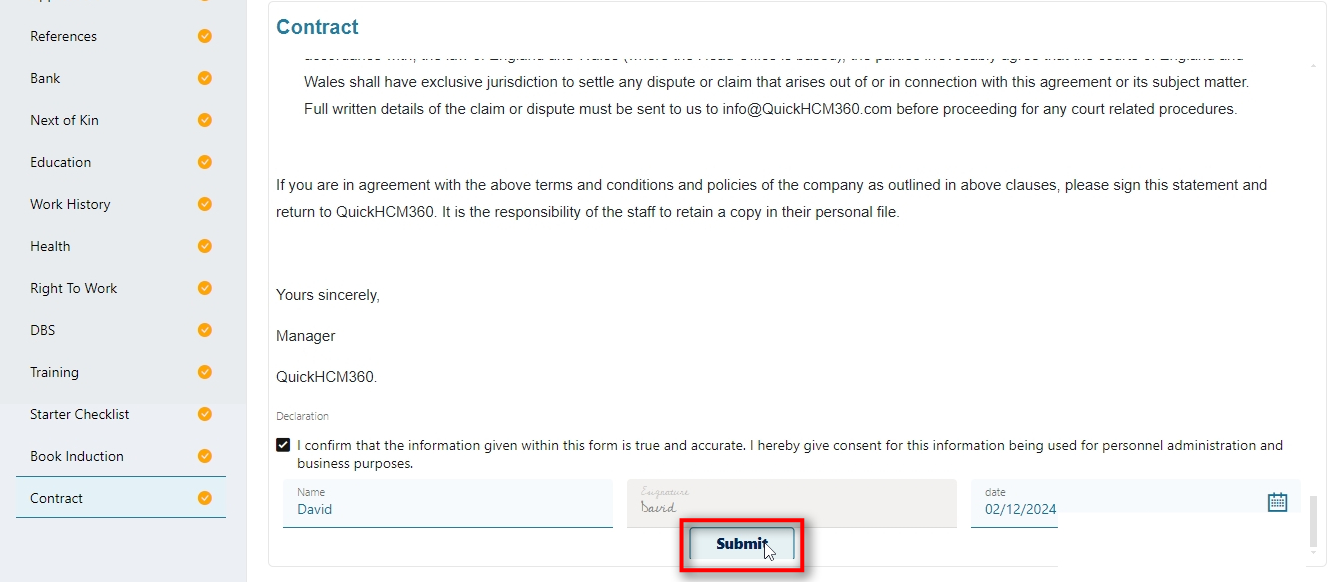 References
Bank
Next of Kin
Education
Work History
Health
Right To Work
DBS
Training
Starter Checklist
Book Induction
Contract
Contract
Wales shall have exclusive jurisdiction to settle any dispute or claim that arises out of or in connection with this agreement or its subject matter.
Full written details of the claim or dispute must be sent to us to info@QuickHCM360.com before proceeding for any court related procedures.
If you are in agreement with the above terms and conditions and policies of the company as outlined in above clauses, please sign this statement and
return to QuickHCM360. It is the responsibility of the staff to retain a copy in their personal file.
Yours sincerely,
Manager
QuickHCM360.
Declaration
I confirm that the information given within this form is true and accurate. I hereby give consent for this information being used for personnel administration and
business purposes.
Name
David
David
date
02/12/2024
Submit